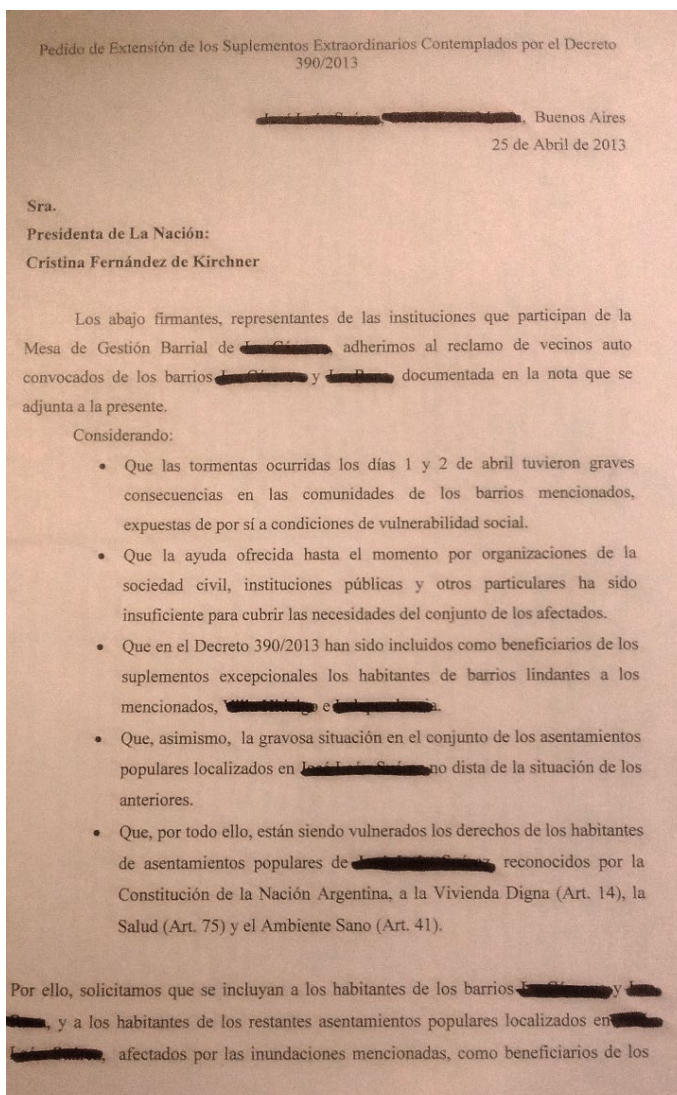 Pedido de Extensión de los Suplementos Extraordinarios Contemplados por el Decreto
390/2013
, Buenos Aires
25 de Abril de 2013
Sra.
Presidenta de La Nación:
Cristina Fernández de Kirchner
Los abajo firmantes, representantes de las instituciones que participan de la
Mesa de Gestión Barrial de , adherimos al reclamo de vecinos auto
convocados de los barrios y documentada en la nota que se
adjunta a la presente.
Considerando:
• Que las tormentas ocurridas los días 1 y 2 de abril tuvieron graves
consecuencias en las comunidades de los barrios mencionados,
expuestas de por sí a condiciones de vulnerabilidad social.
• Que la ayuda ofrecida hasta el momento por organizaciones de la
sociedad civil, instituciones públicas y otros particulares ha sido
insuficiente para cubrir las necesidades del conjunto de los afectados.
• Que en el Decreto 390/2013 han sido incluidos como beneficiarios de los
suplementos excepcionales los habitantes de barrios lindantes a los
mencionados, e .
• Que, asimismo, la gravosa situación en el conjunto de los asentamientos
populares localizados en no dista de la situación de los
anteriores.
• Que, por todo ello, están siendo vulnerados los derechos de los habitantes
de asentamientos populares de , reconocidos por la
Constitución de la Nación Argentina, a la Vivienda Digna (Art. 14), la
Salud (Art. 75) y el Ambiente Sano (Art. 41).
Por ello, solicitamos que se incluyan a los habitantes de los barrios y
, y a los habitantes de los restantes asentamientos populares localizados en
, afectados por las inundaciones mencionadas, como beneficiarios de los